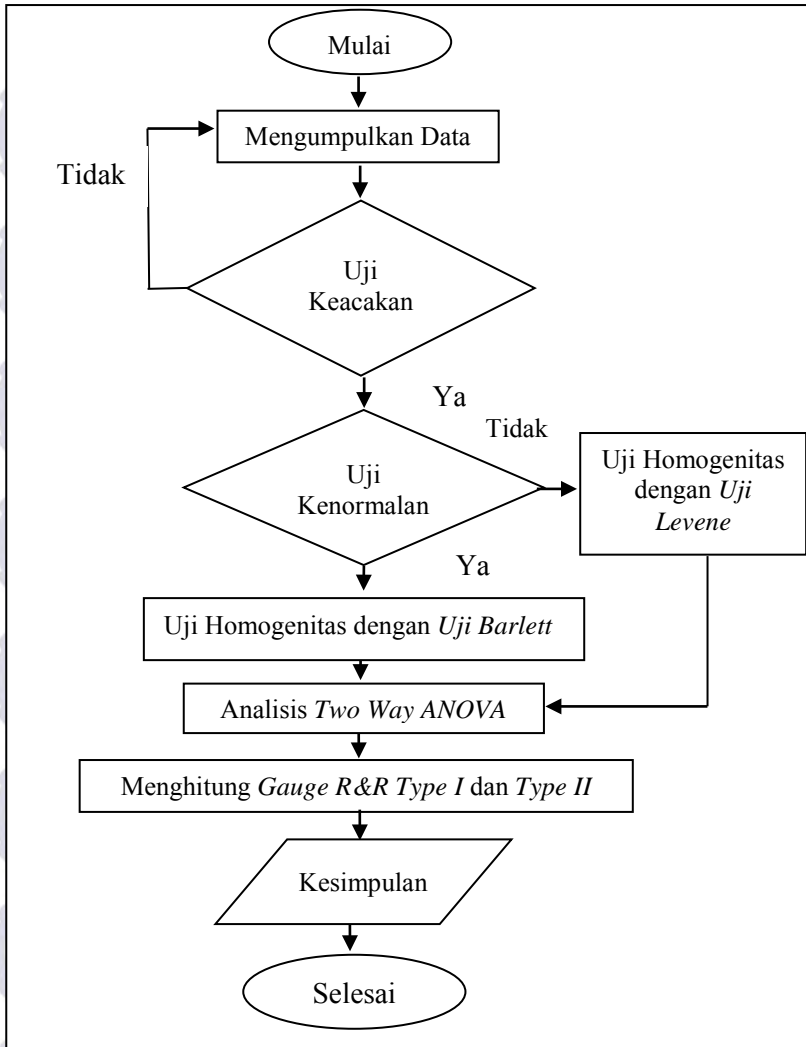 Mulai
Mengumpulkan Data
Tidak
Uji
Keacakan
Ya
Tidak
Uji
Kenormalan
Uji Homogenitas
dengan Uji
Levene
Ya
Uji Homogenitas dengan Uji Barlett
Analisis Two Way ANOVA
Menghitung Gauge R&R Type I dan Type II
Kesimpulan
Selesai